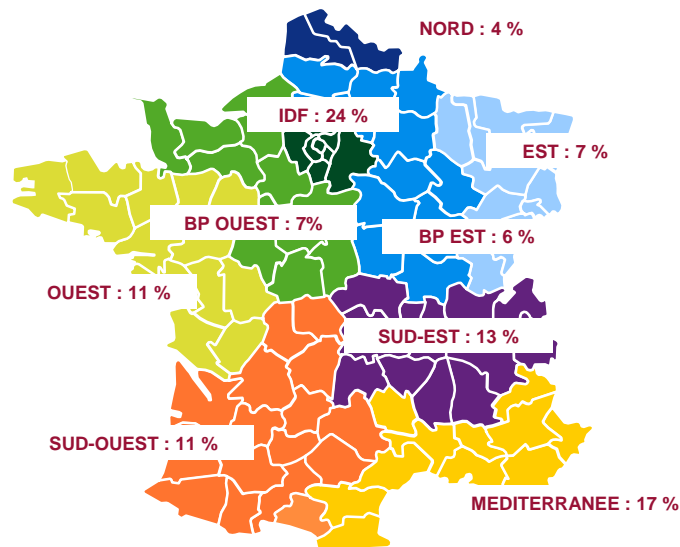 NORD : 4 %
IDF : 24 %
EST : 7 %
BP OUEST : 7%
BP EST : 6 %
OUEST : 11 %
SUD-EST : 13 %
SUD-OUEST : 11 %
MEDITERRANEE : 17 %